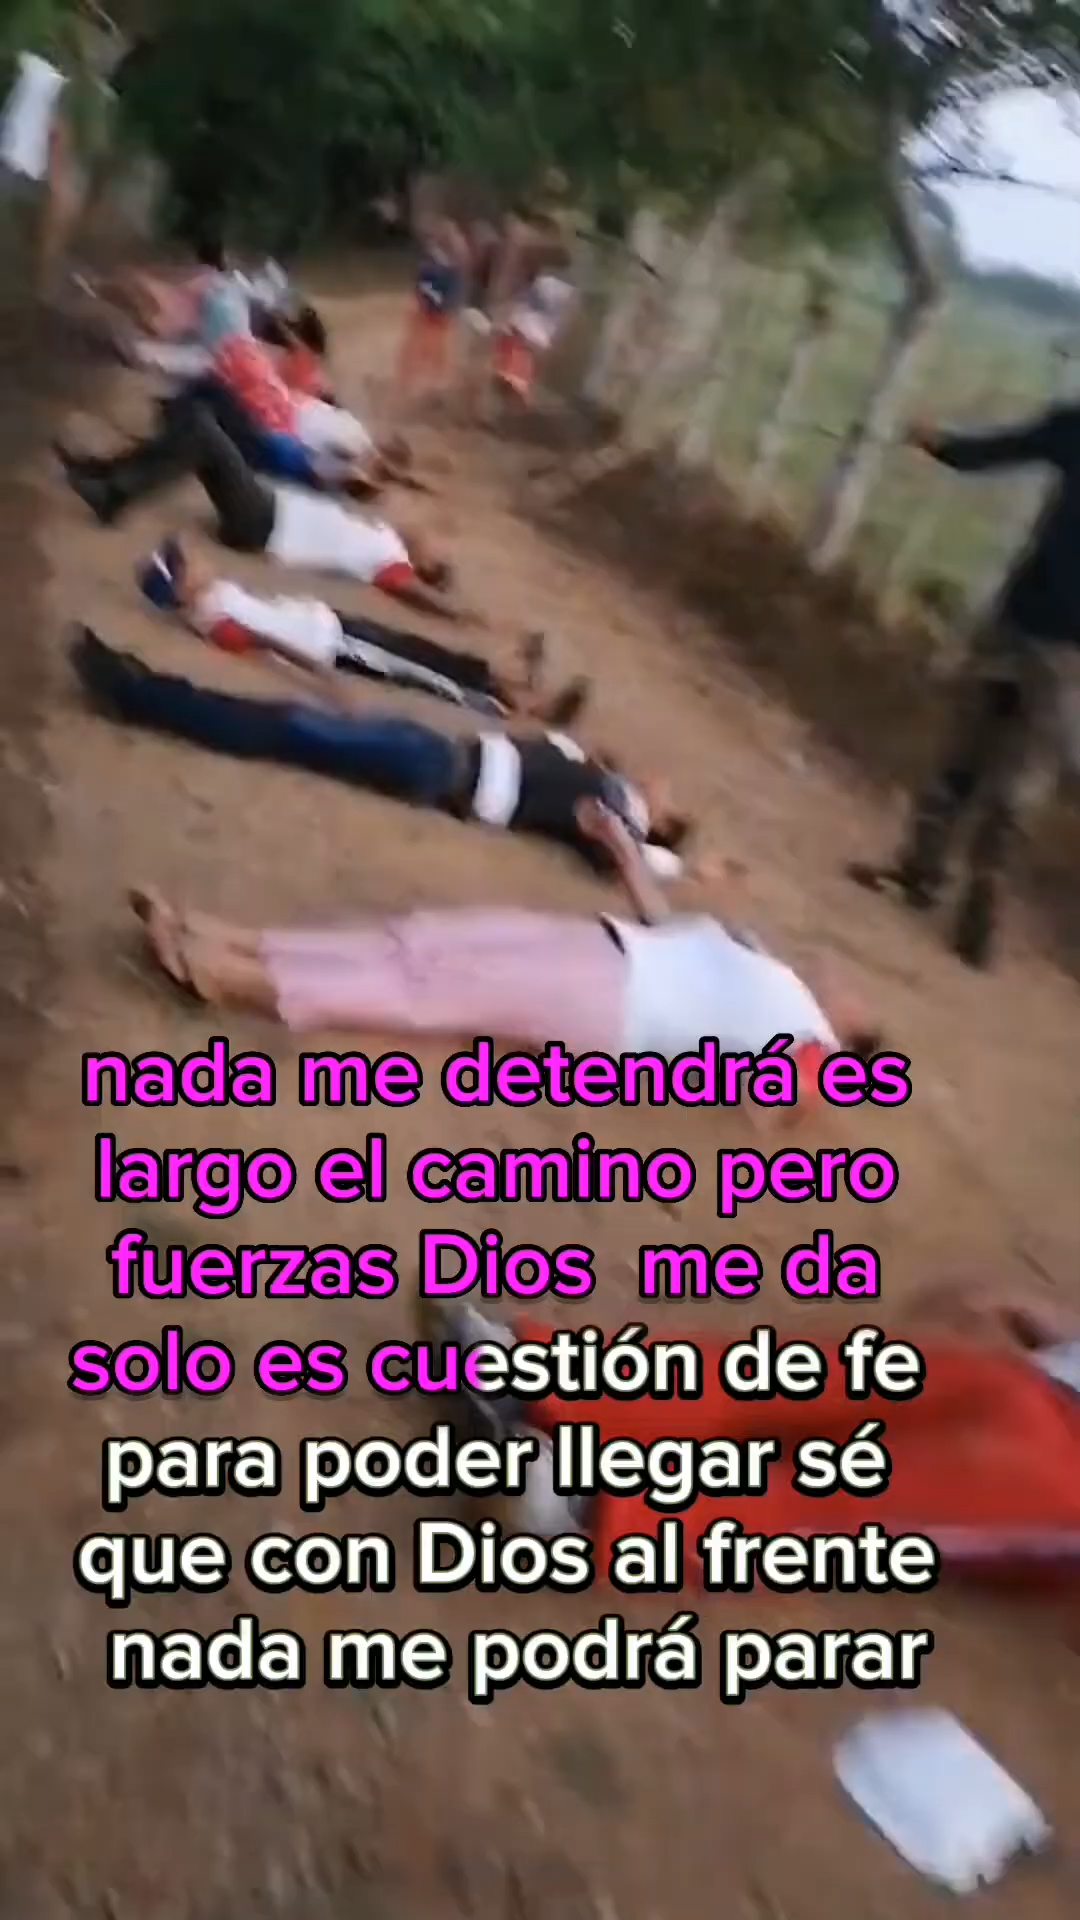 nada me detendrá es
largo el camino pero
fuerzas Dios me da
solo es cuestión de fe
para poder llegar sé
que con Dios al frente
nada me podrá parar